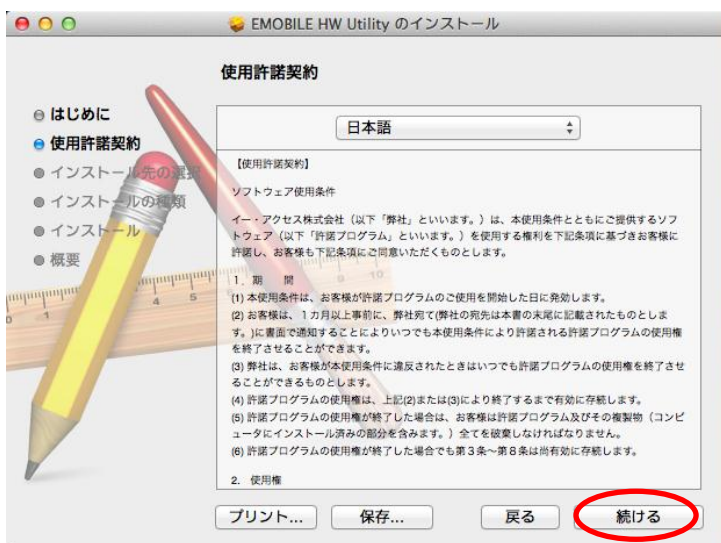 EMOBILE HW Utility のインストール
使用許諾契約
はじめに
使用許諾契約
インストール先の選択
インストールの種類
インストール
概要
日本語
【使用許諾契約】
ソフトウェア使用条件
イー・アクセス株式会社（以下「弊社」といいます。）は、本使用条件とともにご提供するソフ
トウェア（以下「許諾プログラム」といいます。）を使用する権利を下記条項に基づきお客様に
許諾し、お客様も下記条項にご同意いただくものとします。
1．期　　間
(1) 本使用条件は、お客様が許諾プログラムのご使用を開始した日に発効します。
(2) お客様は、１カ月以上事前に、弊社宛て(弊社の宛先は本書の末尾に記載されたものとしま
す。)に書面で通知することによりいつでも本使用条件により許諾される許諾プログラムの使用権
を終了させることができます。
(3) 弊社は、お客様が本使用条件に違反されたときはいつでも許諾プログラムの使用権を終了させ
ることができるものとします。
(4) 許諾プログラムの使用権は、上記(2)または(3)により終了するまで有効に存続します。
(5) 許諾プログラムの使用権が終了した場合は、お客様は許諾プログラム及びその複製物（コンピ
ュータにインストール済みの部分を含みます。）全てを破棄しなければなりません。
(6) 許諾プログラムの使用権が終了した場合でも第３条〜第８条は尚有効に存続します。
2．使用権
プリント... 保存... 戻る 続ける